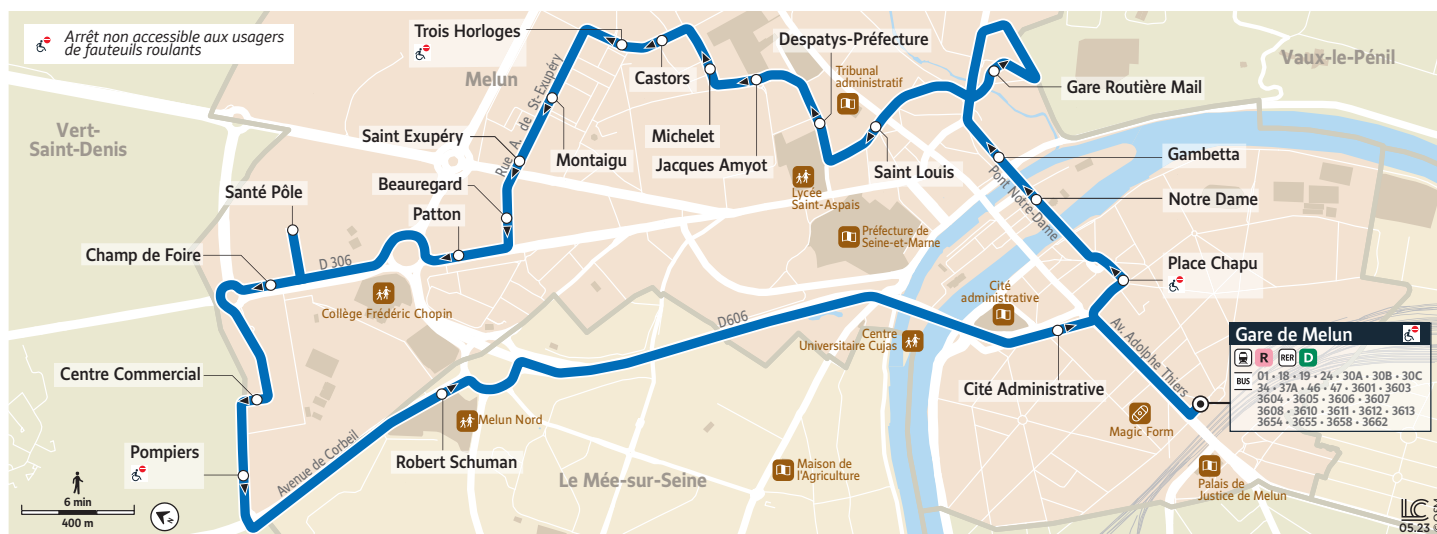 Arrêt non accessible aux usagers
de fauteuils roulants
Trois Horloges
Despatys-Préfecture
Melun
Castors
Tribunal
administratif
Gare Routière Mail
Vaux-le-Pénil
Vert-
Saint-Denis
Rue A. de St-Exupéry
Saint Exupéry
Montaigu
Michelet
Jacques Amyot
Saint Louis
Gambetta
Beauregard
Lycée
Saint-Aspais
Pont Notre-Dame
Notre Dame
Santé Pôle
Patton
Préfecture de
Seine-et-Marne
Champ de Foire
D 306
Place Chapu
Collège Frédéric Chopin
Cité
administrative
D606
Centre
Universitaire Cujas
Av. Adolphe Thiers
Gare de Melun
R RER D
BUS
01 • 18 • 19 • 24 • 30A • 30B • 30C
34 • 37A • 46 • 47 • 3601 • 3603
3604 • 3605 • 3606 • 3607
3608 • 3610 • 3611 • 3612 • 3613
3654 • 3655 • 3658 • 3662
Centre Commercial
Cité Administrative
Melun Nord
Magic Form
Avenue de Corbeil
Robert Schuman
Pompiers
Le Mée-sur-Seine
Maison de
l'Agriculture
Palais de
Justice de Melun
6 min
400 m
LC
05.23
© OSM